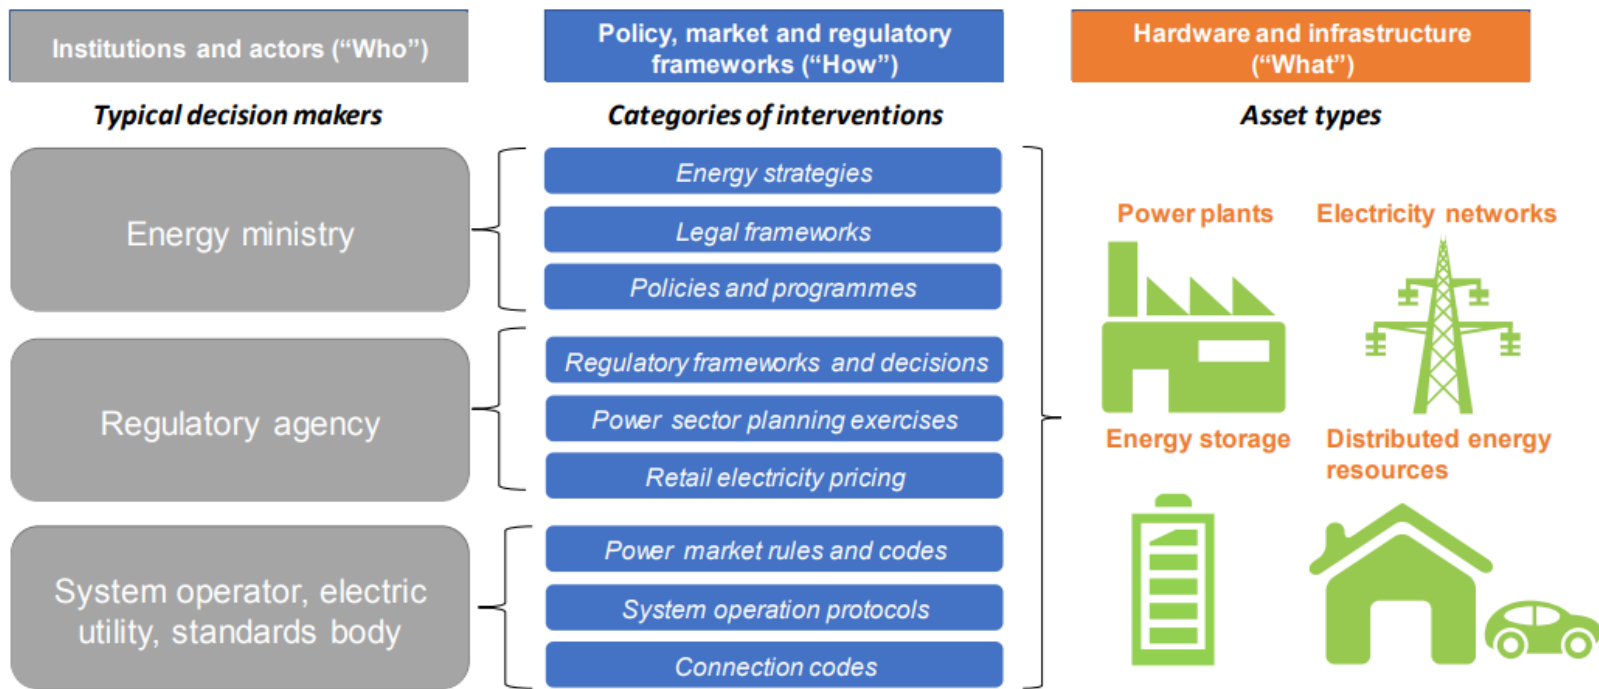 Institutions and actors (“Who”)
Policy, market and regulatory
frameworks (“How”)
Hardware and infrastructure
(“What”)
Typical decision makers
Categories of interventions
Asset types
Energy ministry
Energy strategies
Legal frameworks
Policies and programmes
Regulatory agency
Regulatory frameworks and decisions
Power sector planning exercises
Retail electricity pricing
System operator, electric
utility, standards body
Power market rules and codes
System operation protocols
Connection codes
Power plants
Electricity networks
Energy storage
Distributed energy
resources